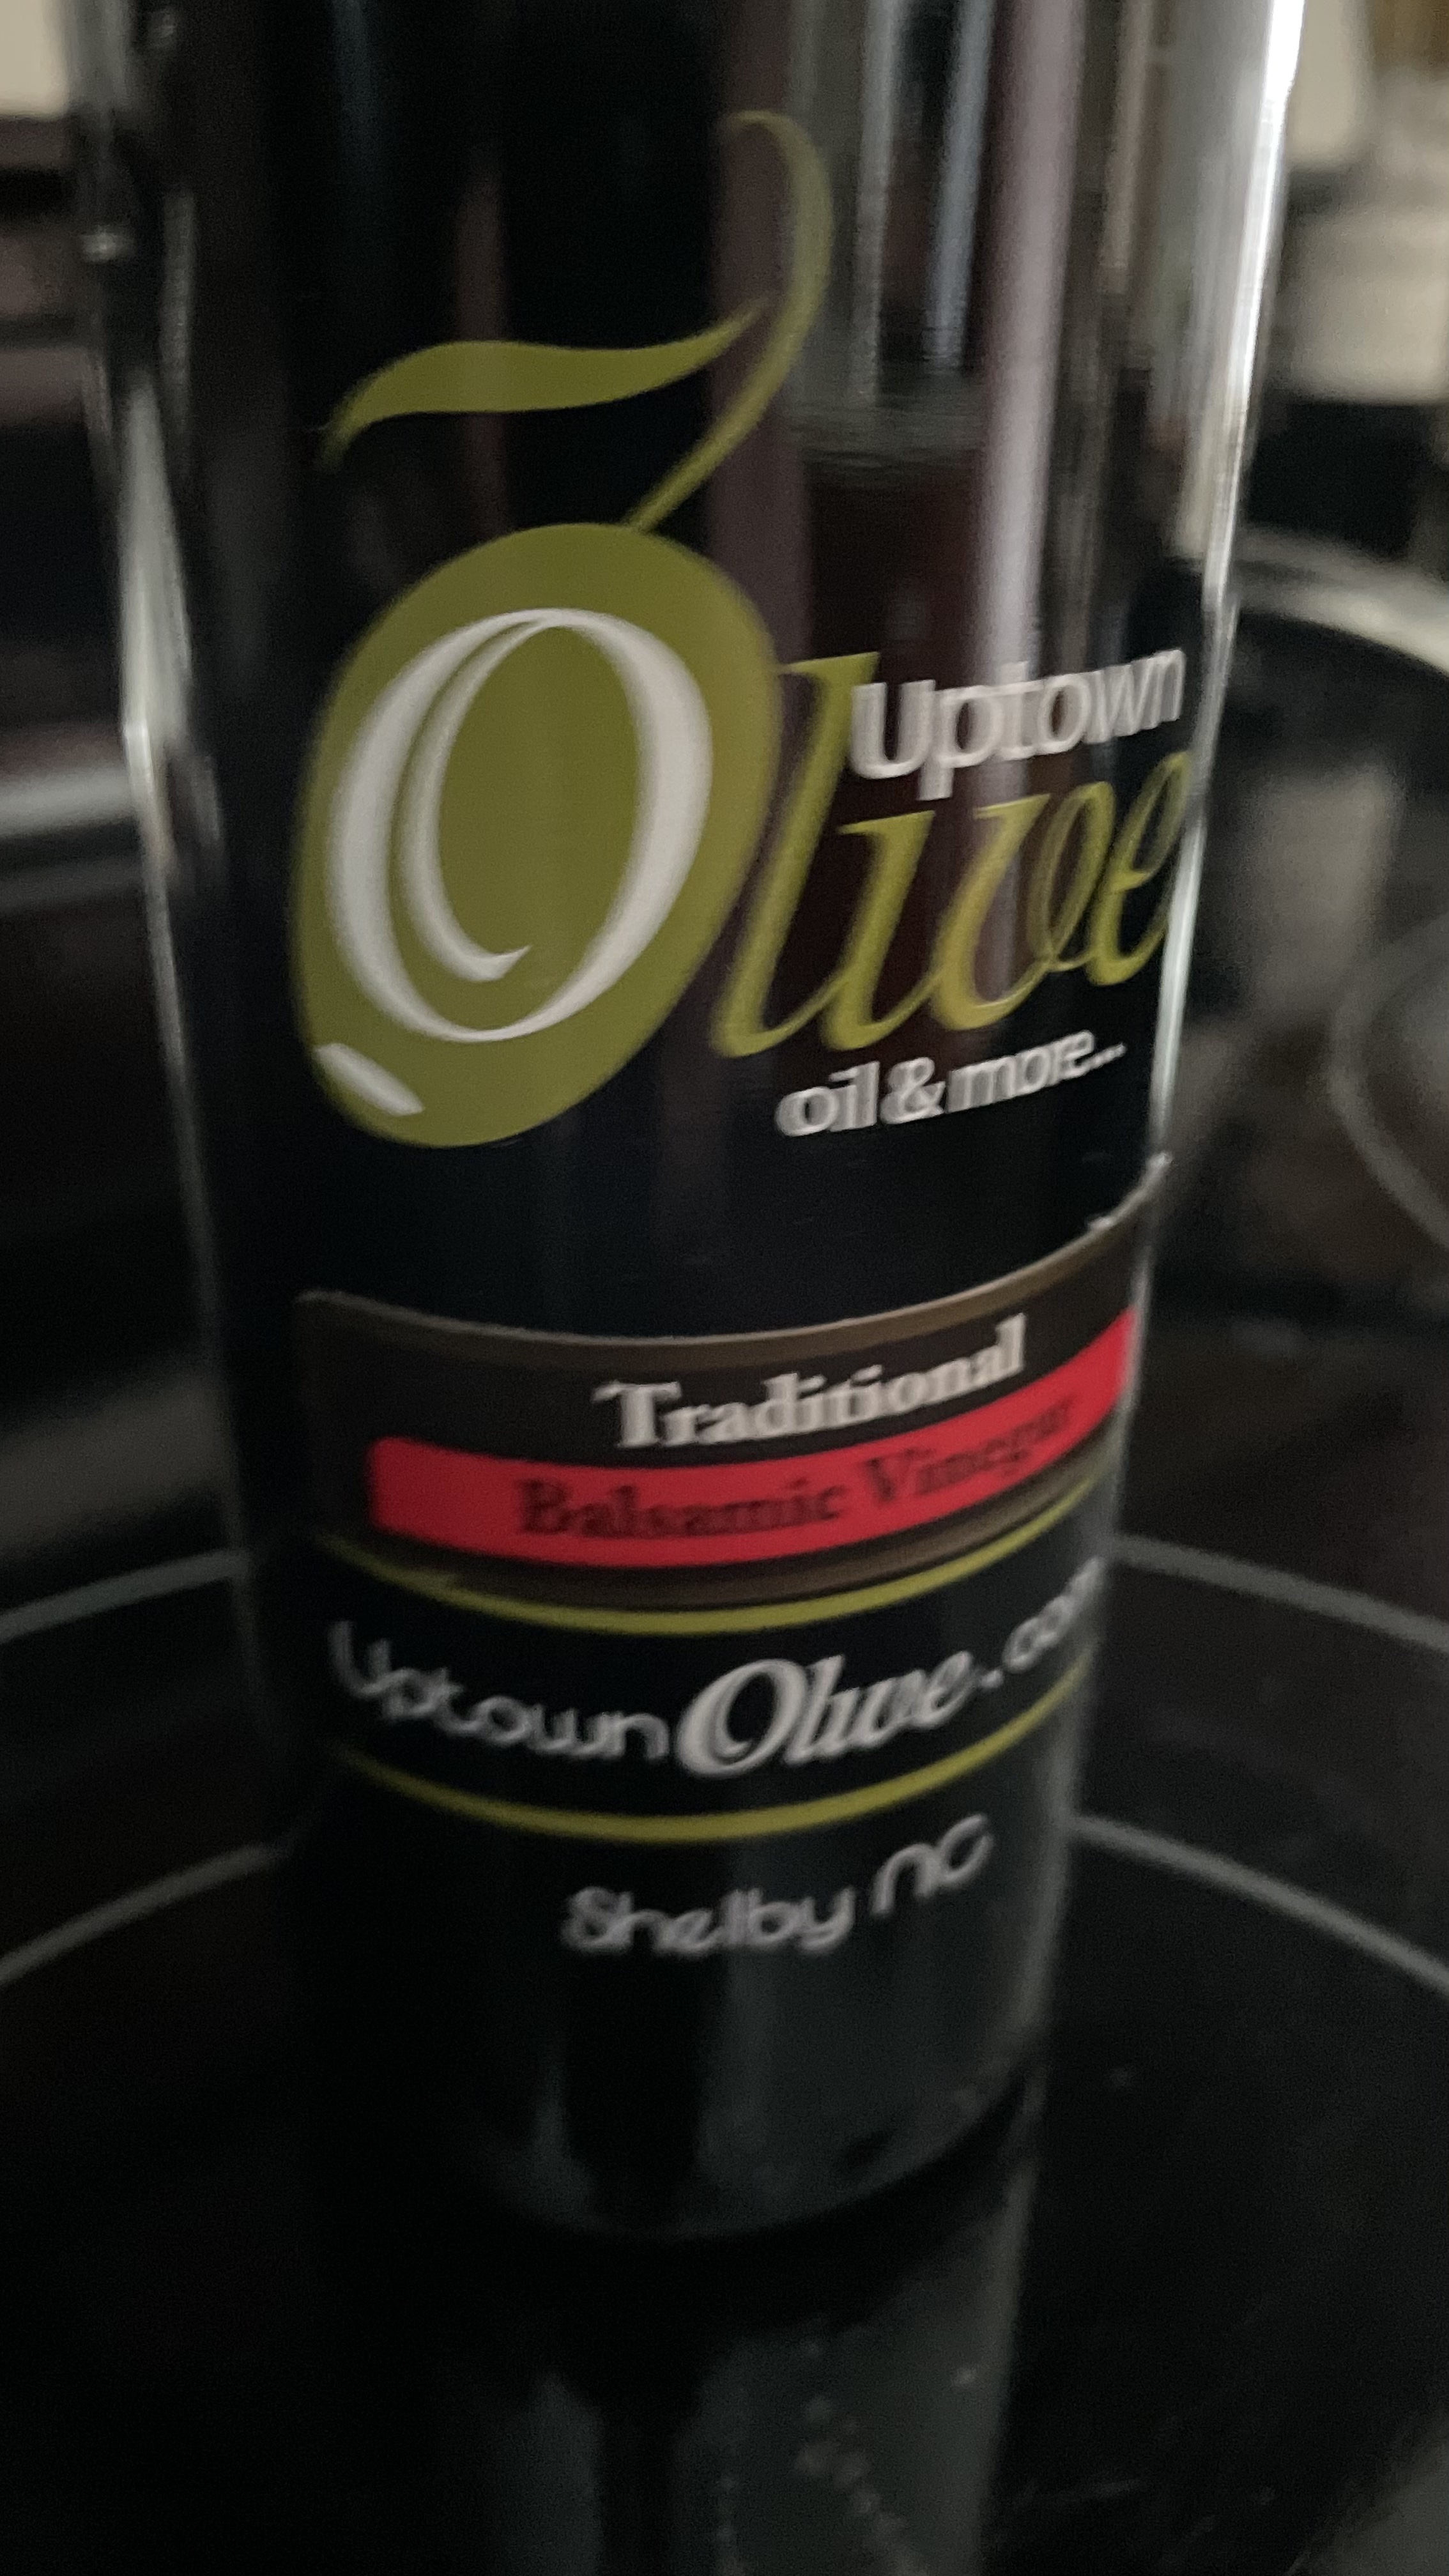 Uptown
Olive
oil & more...
Traditional
Balsamic Vinegar
UptownOlive.com
Shelby NC